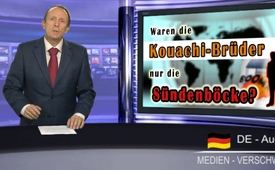 Waren die
Kouachi-Brüder
nur die
Sündenböcke?
DE - Au
MEDIEN - VERSCHW